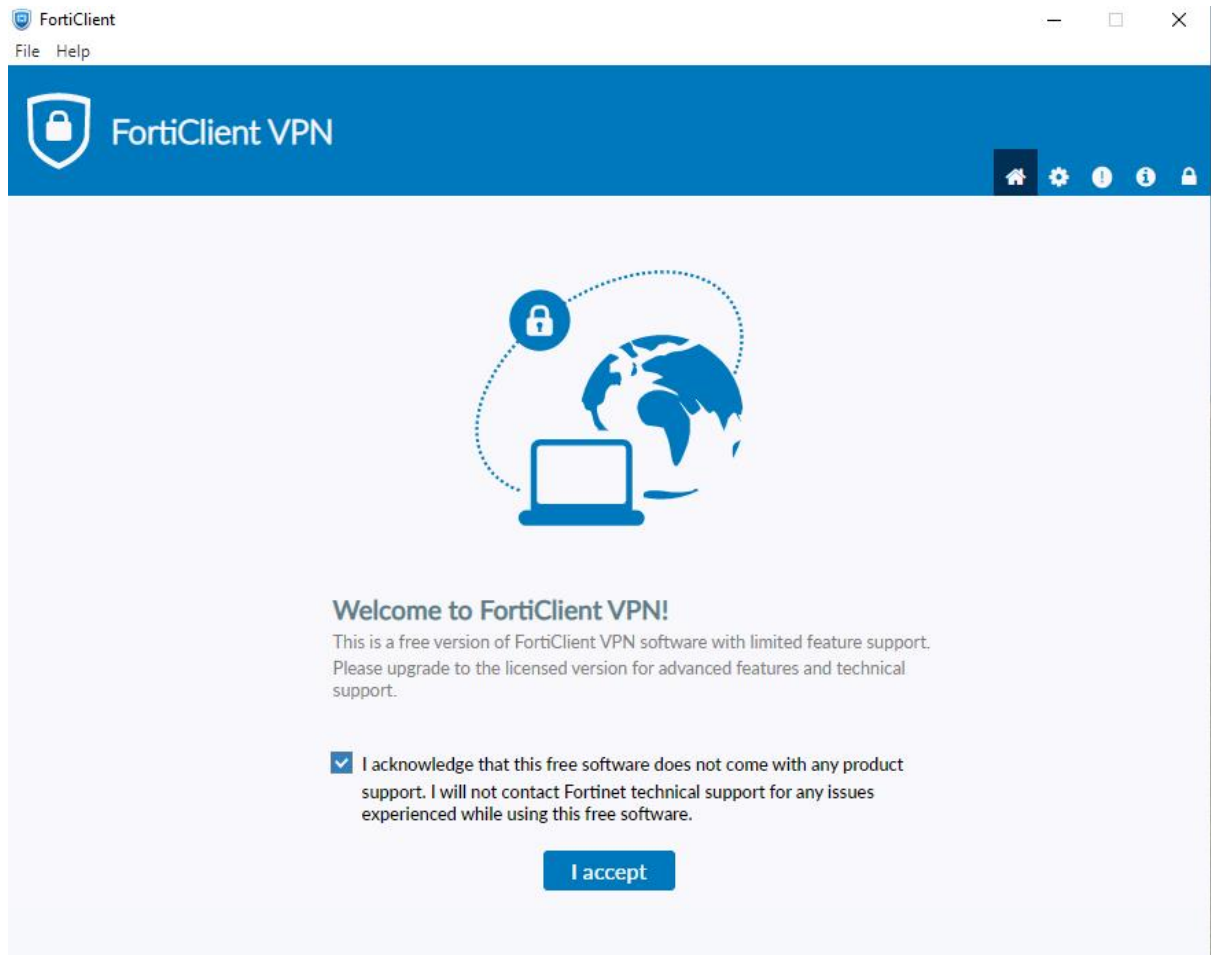 FortiClient
File Help
FortiClient VPN
Welcome to FortiClient VPN!
This is a free version of FortiClient VPN software with limited feature support.
Please upgrade to the licensed version for advanced features and technical
support.
I acknowledge that this free software does not come with any product
support. I will not contact Fortinet technical support for any issues
experienced while using this free software.
I accept